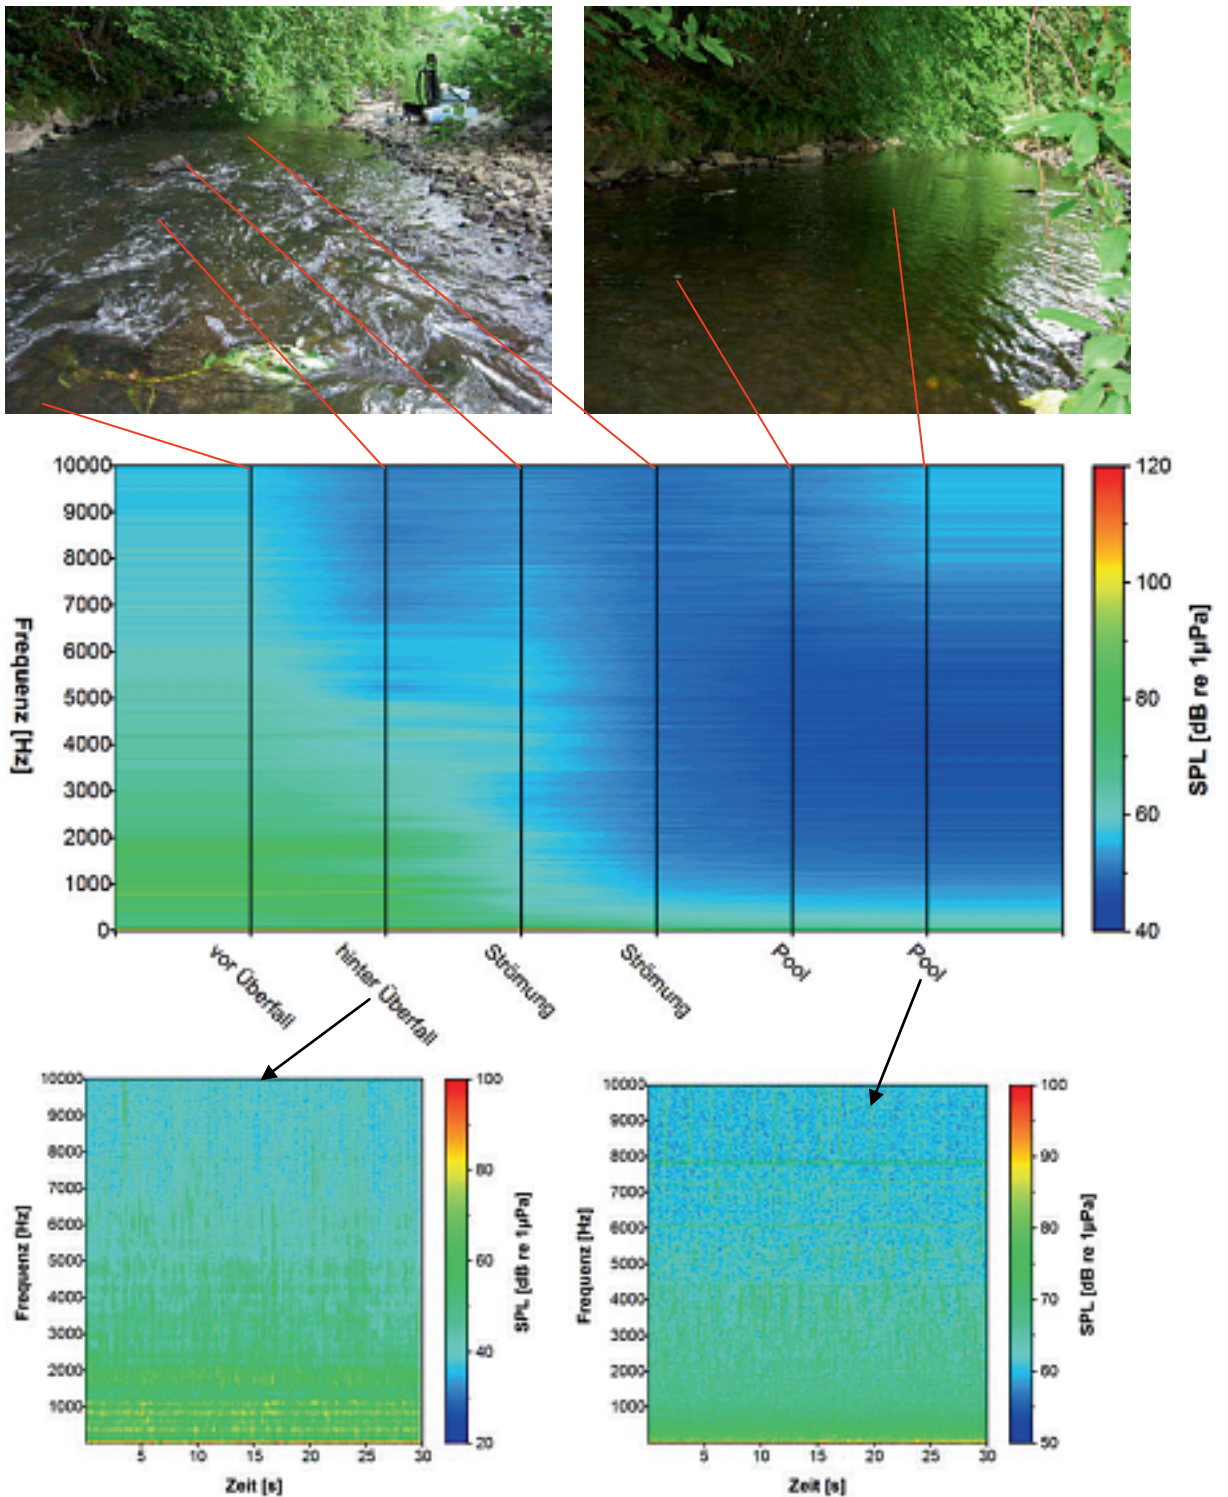 10000
9000
8000
7000
6000
5000
4000
3000
2000
1000
0
Frequenz [Hz]
vor Überfall
hinter Überfall
Strömung
Strömung
Pool
Pool
120
100
80
60
40
SPL [dB re 1µPa]
10000
9000
8000
7000
6000
5000
4000
3000
2000
1000
Frequenz [Hz]
5 10 15 20 25 30
Zeit [s]
100
80
60
40
20
SPL [dB re 1µPa]
10000
9000
8000
7000
6000
5000
4000
3000
2000
1000
Frequenz [Hz]
5 10 15 20 25 30
Zeit [s]
100
90
80
70
60
50
SPL [dB re 1µPa]